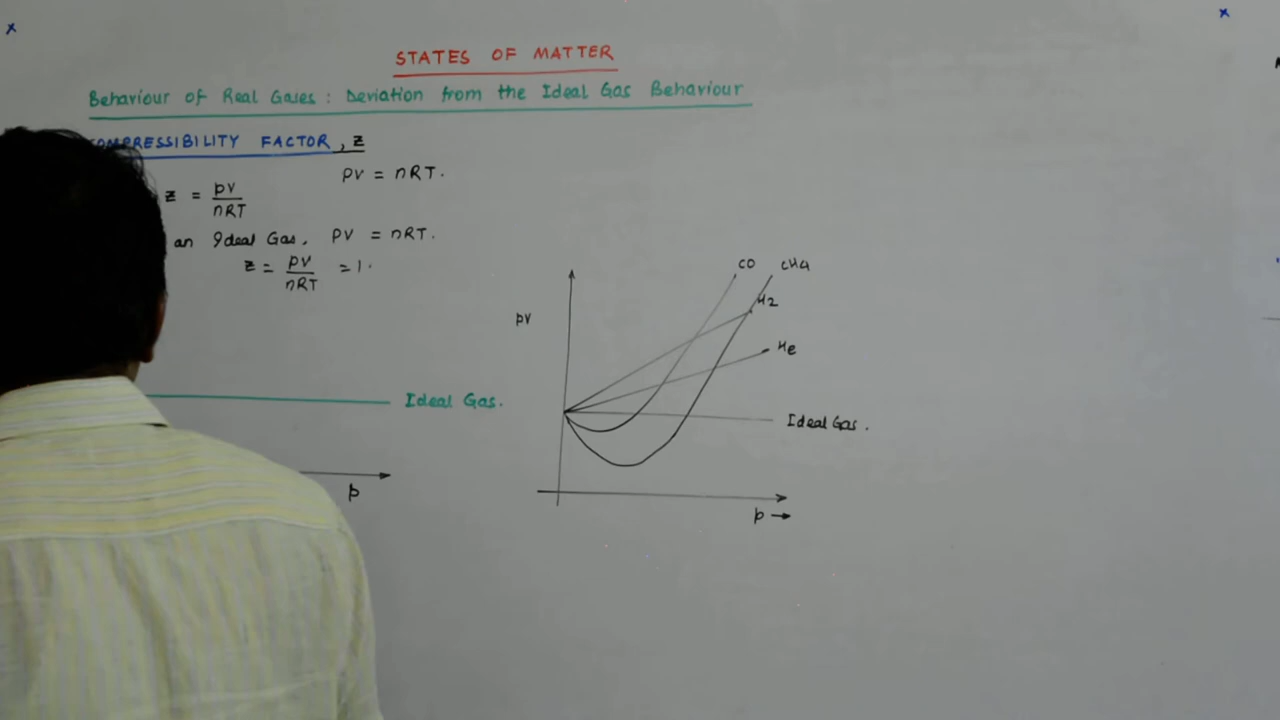 STATES OF MATTER
Behaviour of Real Gases : Deviation from the Ideal Gas Behaviour
COMPRESSIBILITY FACTOR, Z
PV = nRT.
Z = PV/nRT
an Ideal Gas, PV = nRT.
Z = PV/nRT = 1.
CO CH4
H2
PV
He
Ideal Gas.
Ideal Gas.
p
p →